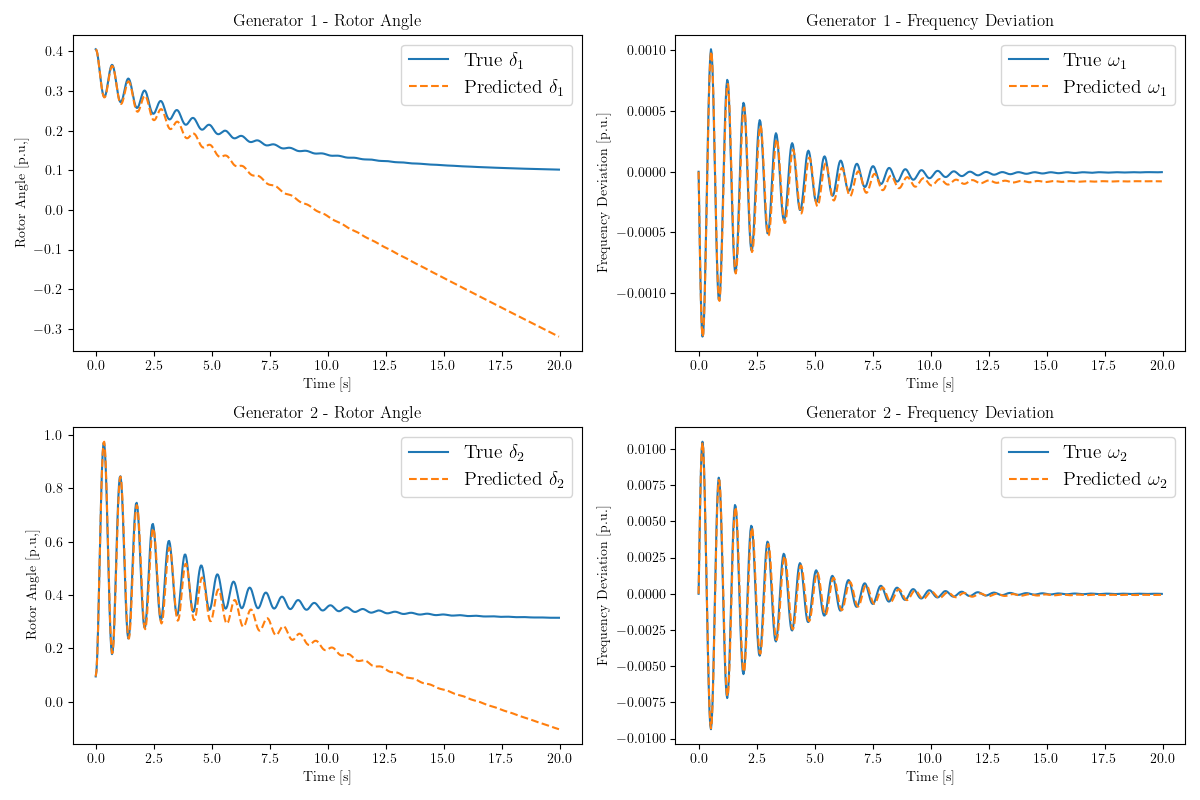 Generator 1 - Rotor Angle
0.4
0.3
0.2
0.1
0.0
−0.1
−0.2
−0.3
Rotor Angle [p.u,]
True δ₁
Predicted δ₁
0.0 2.5 5.0 7.5 10.0 12.5 15.0 17.5 20.0
Time [s]
Generator 1 - Frequency Deviation
0.0010
0.0005
0.0000
−0.0005
−0.0010
Frequency Deviation [p.u.]
True ω₁
Predicted ω₁
0.0 2.5 5.0 7.5 10.0 12.5 15.0 17.5 20.0
Time [s]
Generator 2 - Rotor Angle
1.0
0.8
0.6
0.4
0.2
0.0
Rotor Angle [p.u,]
True δ₂
Predicted δ₂
0.0 2.5 5.0 7.5 10.0 12.5 15.0 17.5 20.0
Time [s]
Generator 2 - Frequency Deviation
0.0100
0.0075
0.0050
0.0025
0.0000
−0.0025
−0.0050
−0.0075
−0.0100
Frequency Deviation [p.u.]
True ω₂
Predicted ω₂
0.0 2.5 5.0 7.5 10.0 12.5 15.0 17.5 20.0
Time [s]